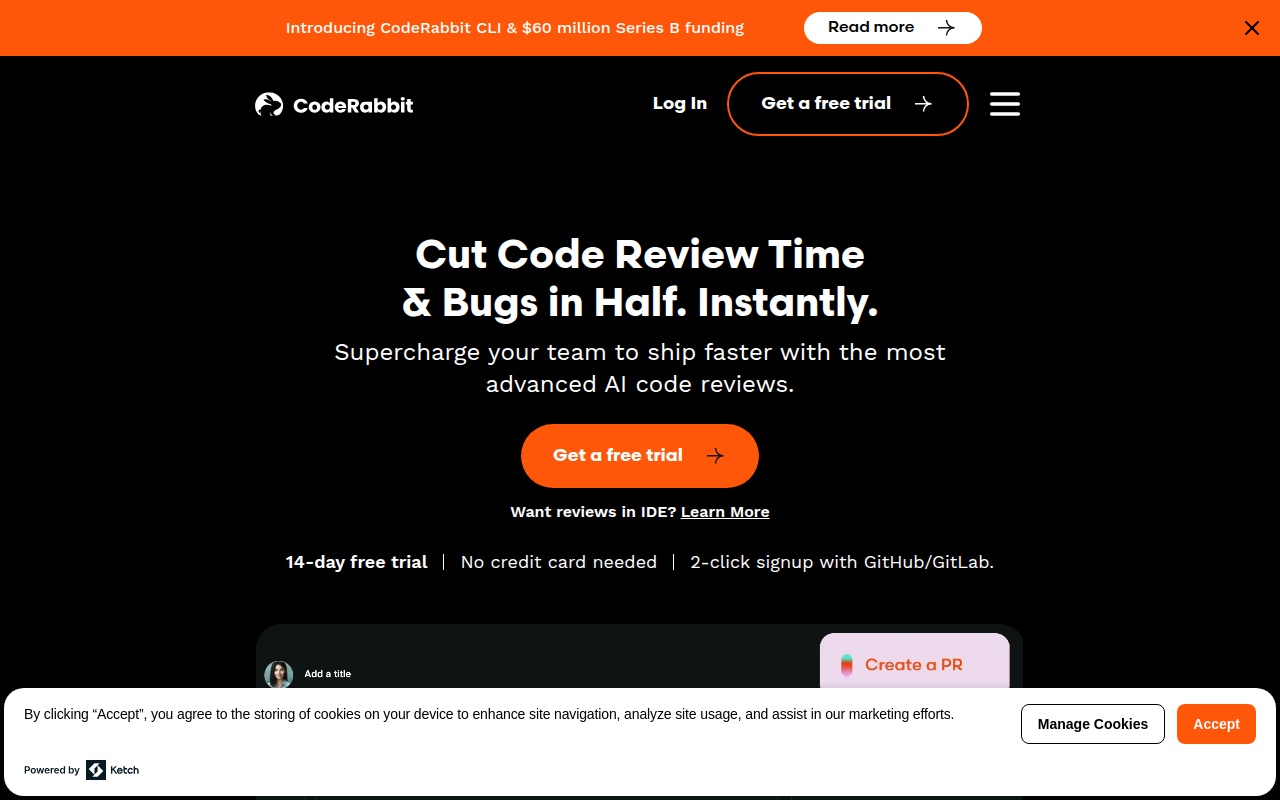 Introducing CodeRabbit CLI & $60 million Series B funding
Read more
CodeRabbit
Log In
Get a free trial
Cut Code Review Time
& Bugs in Half. Instantly.
Supercharge your team to ship faster with the most
advanced AI code reviews.
Get a free trial
Want reviews in IDE? Learn More
14-day free trial
No credit card needed
2-click signup with GitHub/GitLab.
Add a title
Create a PR
By clicking “Accept”, you agree to the storing of cookies on your device to enhance site navigation, analyze site usage, and assist in our marketing efforts.
Manage Cookies
Accept
Powered by Ketch